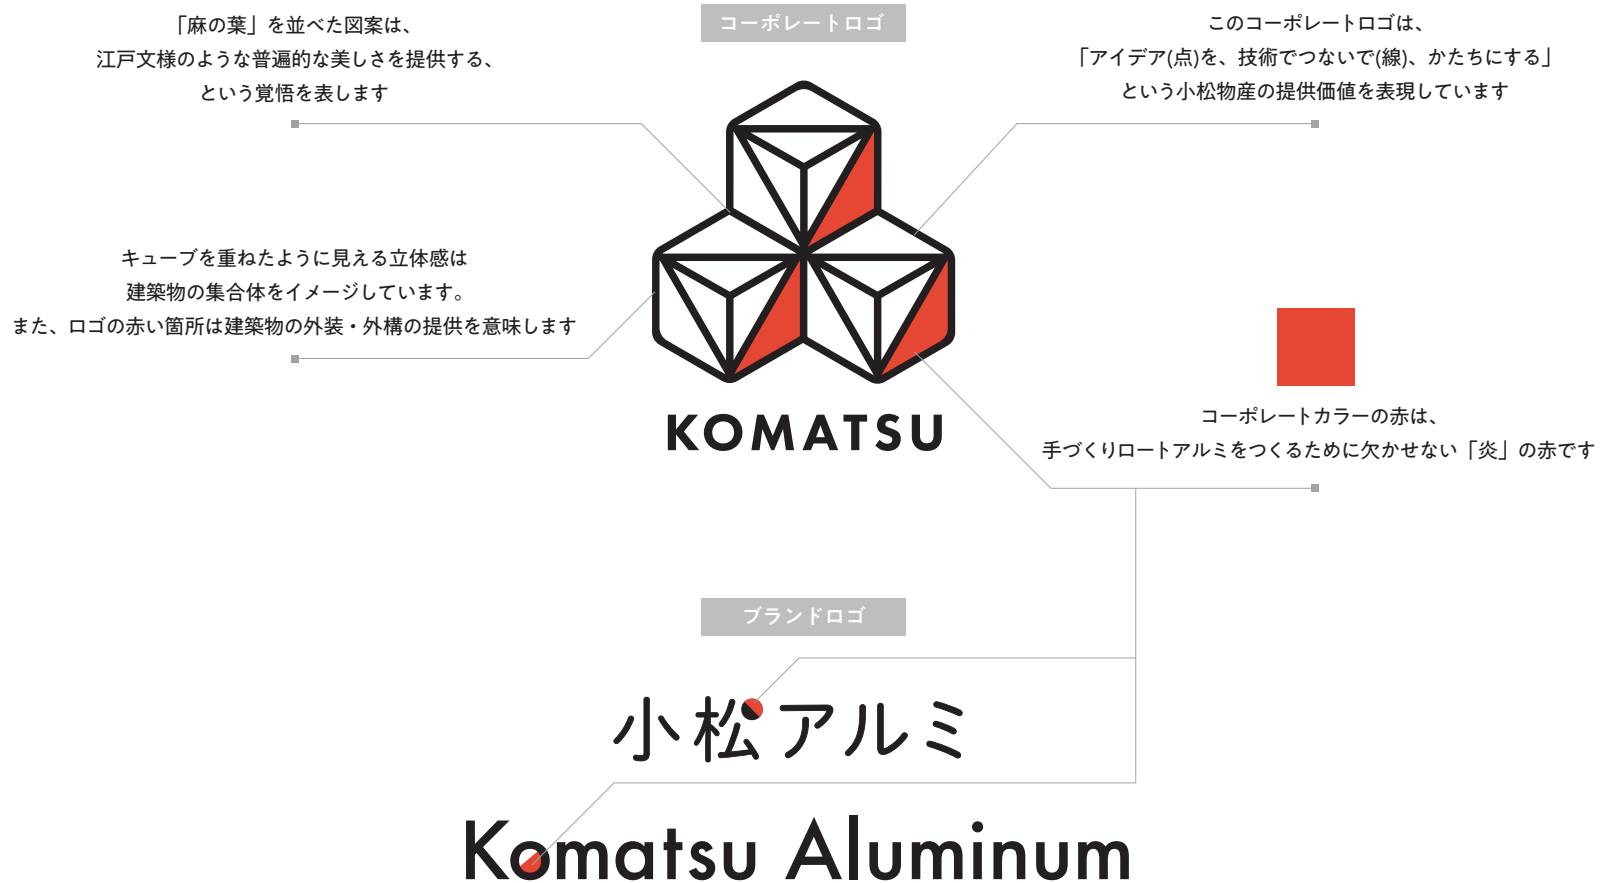 コーポレートロゴ
「麻の葉」を並べた図案は、
江戸文様のような普遍的な美しさを提供する、
という覚悟を表します
このコーポレートロゴは、
「アイデア(点)を、技術でつないで(線)、かたちにする」
という小松物産の提供価値を表現しています
キューブを重ねたように見える立体感は
建築物の集合体をイメージしています。
また、ロゴの赤い箇所は建築物の外装・外構の提供を意味します
KOMATSU
コーポレートカラーの赤は、
手づくりロートアルミをつくるために欠かせない「炎」の赤です
ブランドロゴ
小松アルミ
Komatsu Aluminum